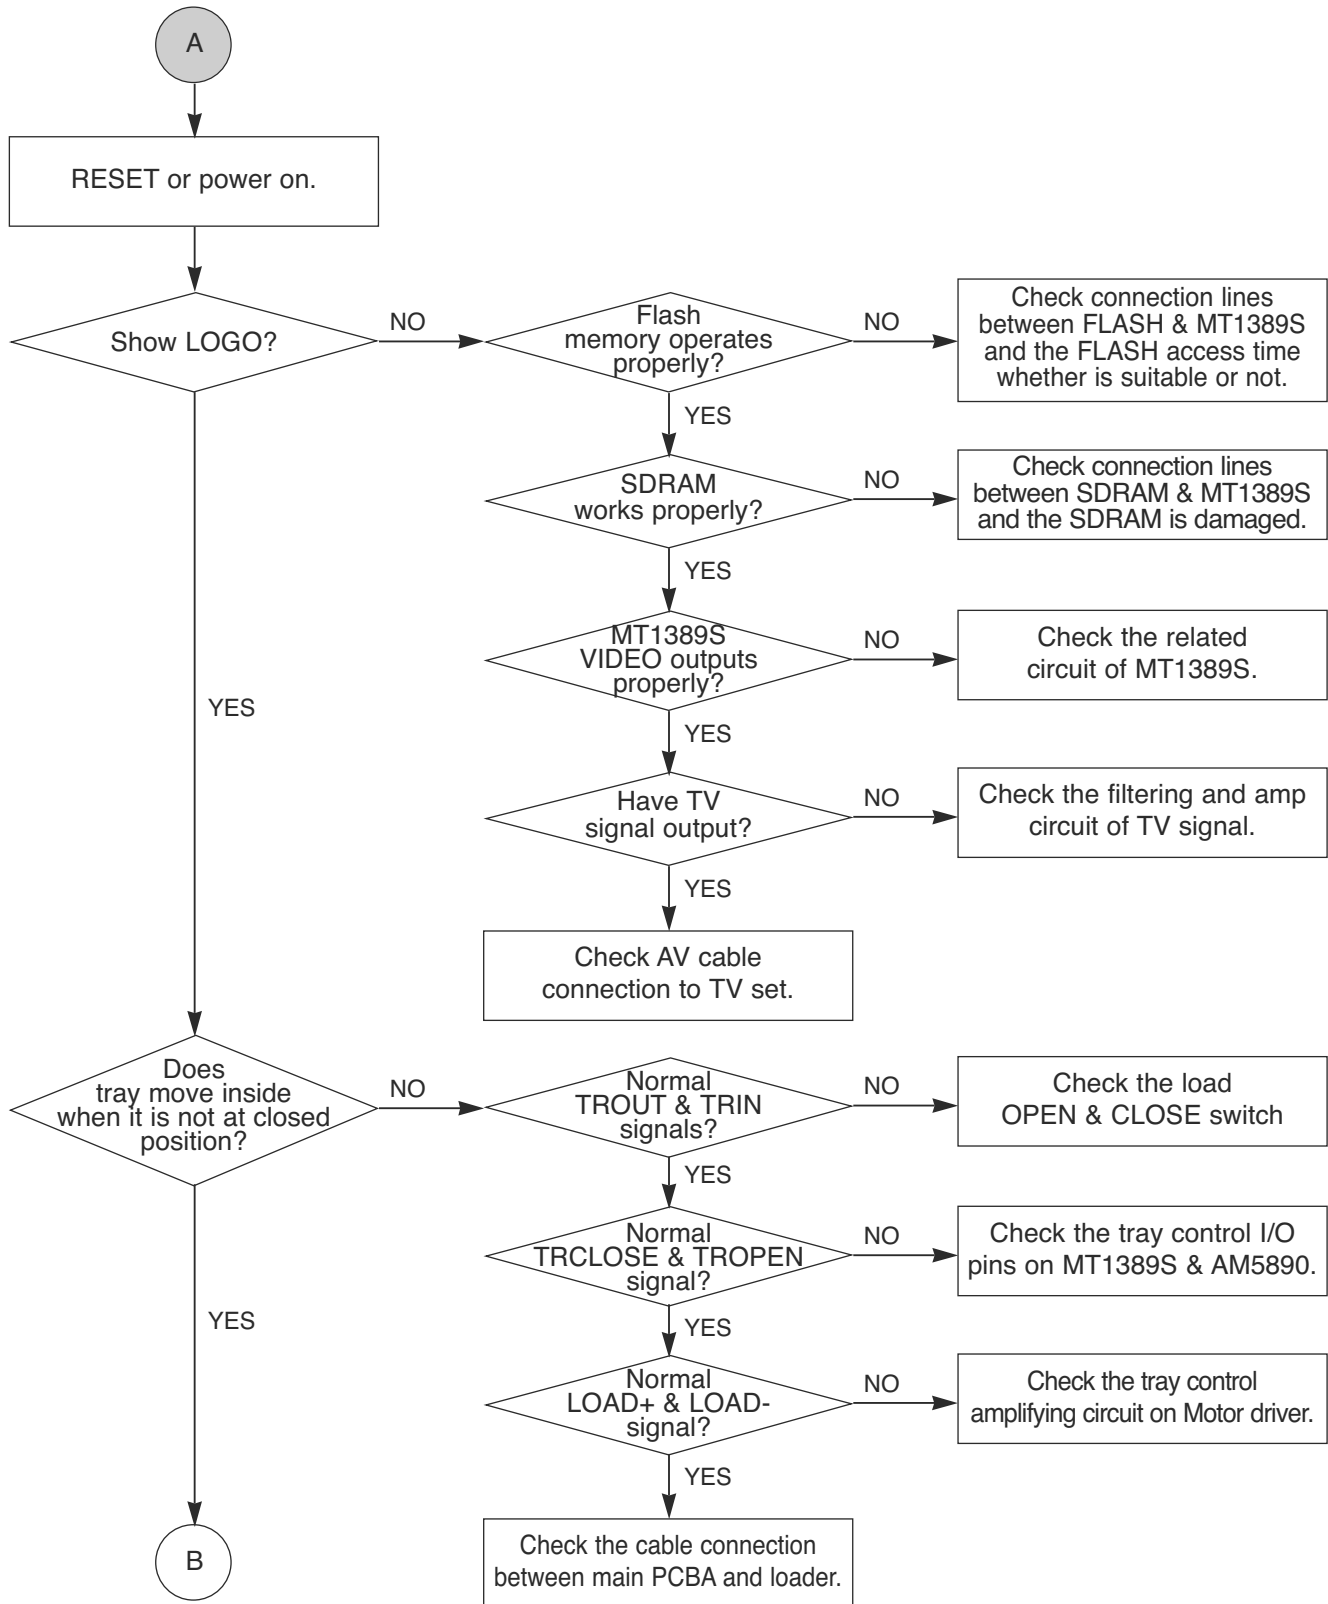 A
RESET or power on.
Show LOGO?
NO
Flash
memory operates
properly?
NO
Check connection lines
between FLASH & MT1389S
and the FLASH access time
whether is suitable or not.
YES
SDRAM
works properly?
NO
Check connection lines
between SDRAM & MT1389S
and the SDRAM is damaged.
YES
MT1389S
VIDEO outputs
properly?
NO
Check the related
circuit of MT1389S.
YES
YES
Have TV
signal output?
NO
Check the filtering and amp
circuit of TV signal.
YES
Check AV cable
connection to TV set.
Does
tray move inside
when it is not at closed
position?
NO
Normal
TROUT & TRIN
signals?
NO
Check the load
OPEN & CLOSE switch
YES
Normal
TRCLOSE & TROPEN
signal?
NO
Check the tray control I/O
pins on MT1389S & AM5890.
YES
YES
Normal
LOAD+ & LOAD-
signal?
NO
Check the tray control
amplifying circuit on Motor driver.
YES
Check the cable connection
between main PCBA and loader.
B